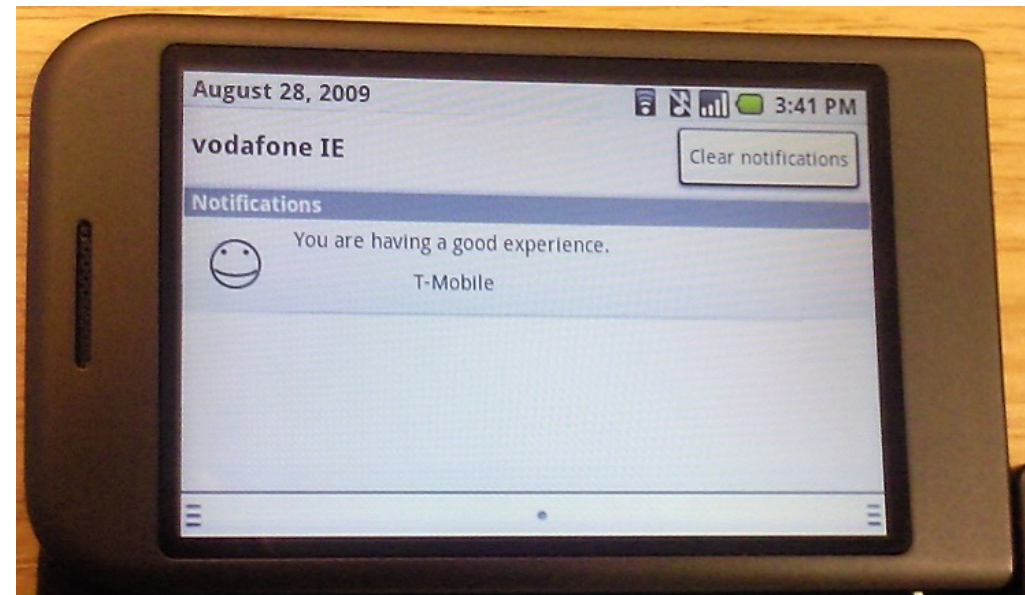 August 28, 2009
3:41 PM
vodafone IE
Clear notifications
Notifications
You are having a good experience.
T-Mobile